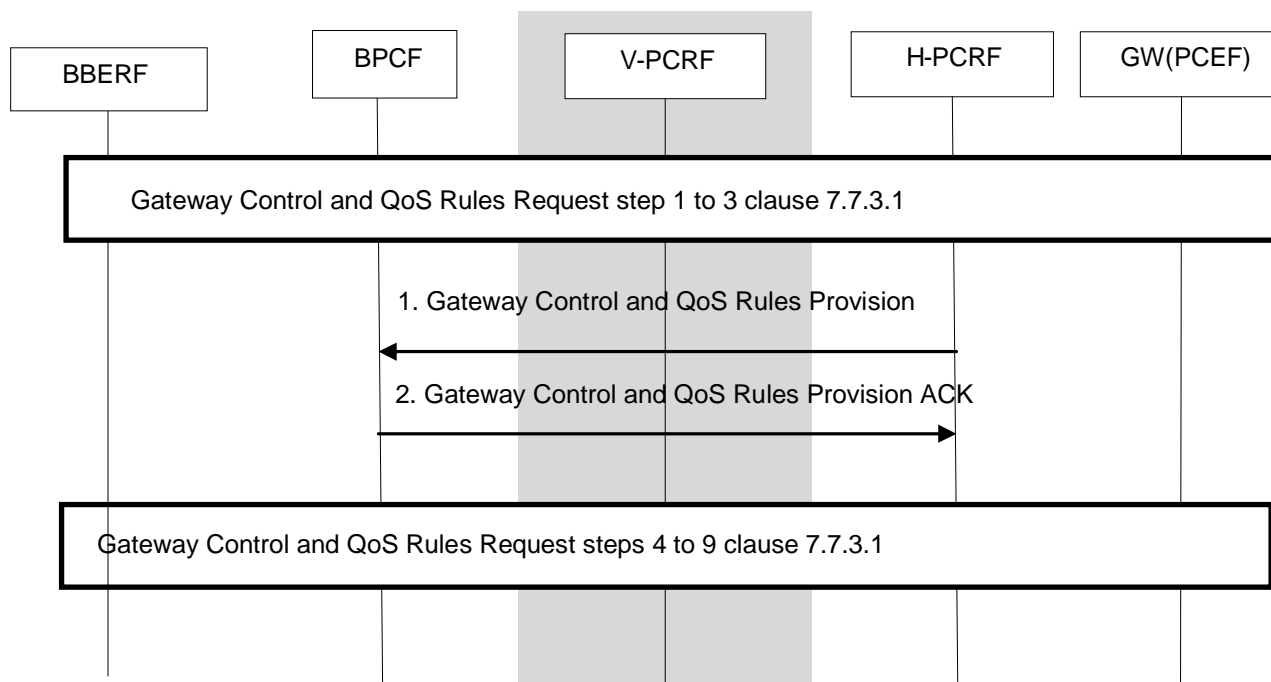 BBERF
BPCF
V-PCRF
H-PCRF
GW(PCEF)
Gateway Control and QoS Rules Request step 1 to 3 clause 7.7.3.1
1. Gateway Control and QoS Rules Provision
2. Gateway Control and QoS Rules Provision ACK
Gateway Control and QoS Rules Request steps 4 to 9 clause 7.7.3.1